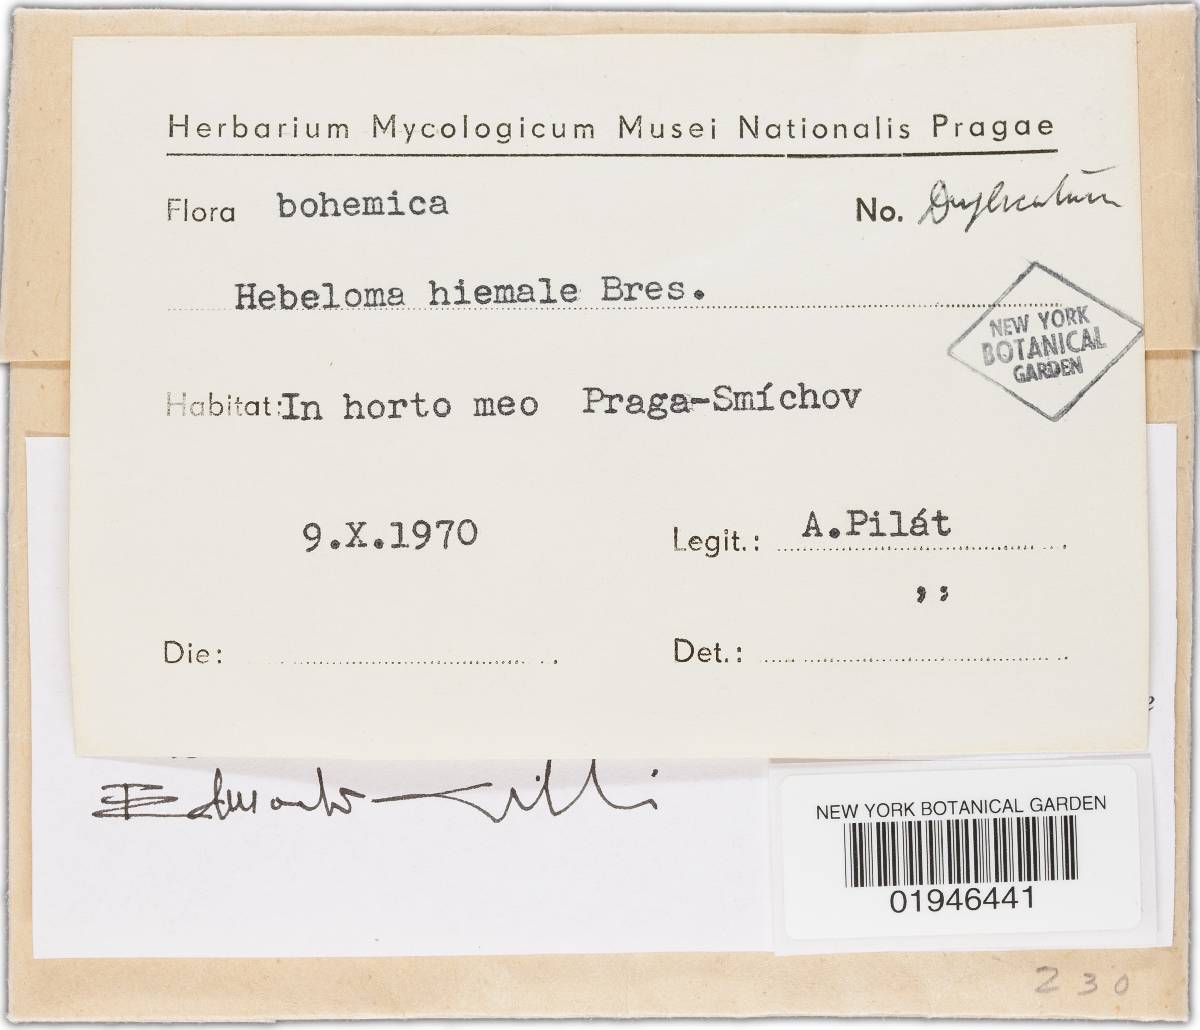 Herbarium Mycologicum Musei Nationalis Pragae
Flora bohemica No. Duplicatum
Hebeloma hiemale Bres.
NEW YORK
BOTANICAL
GARDEN
Habitat: In horto meo Praga-Smíchov
9.X.1970 Legit.: A.Pilát
,,
Die: Det.:
NEW YORK BOTANICAL GARDEN
01946441
230